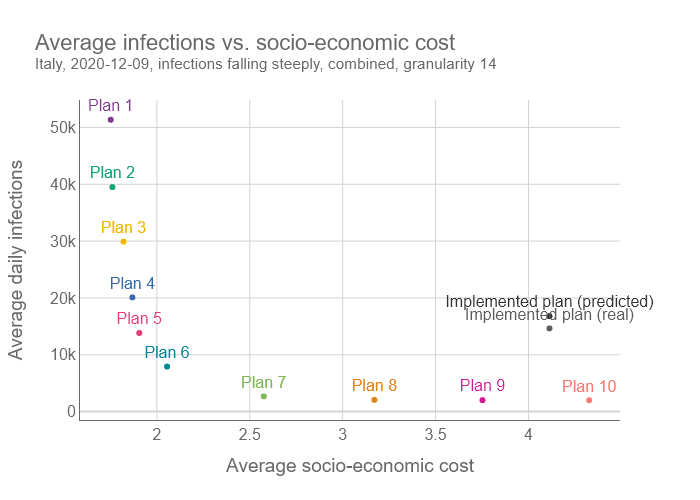 Average infections vs. socio-economic cost
Italy, 2020-12-09, infections falling steeply, combined, granularity 14
Average daily infections
50k
40k
30k
20k
10k
0
Plan 1
Plan 2
Plan 3
Plan 4
Plan 5
Plan 6
Plan 7
Plan 8
Plan 9
Plan 10
Implemented plan (predicted)
Implemented plan (real)
2
2.5
3
3.5
4
Average socio-economic cost